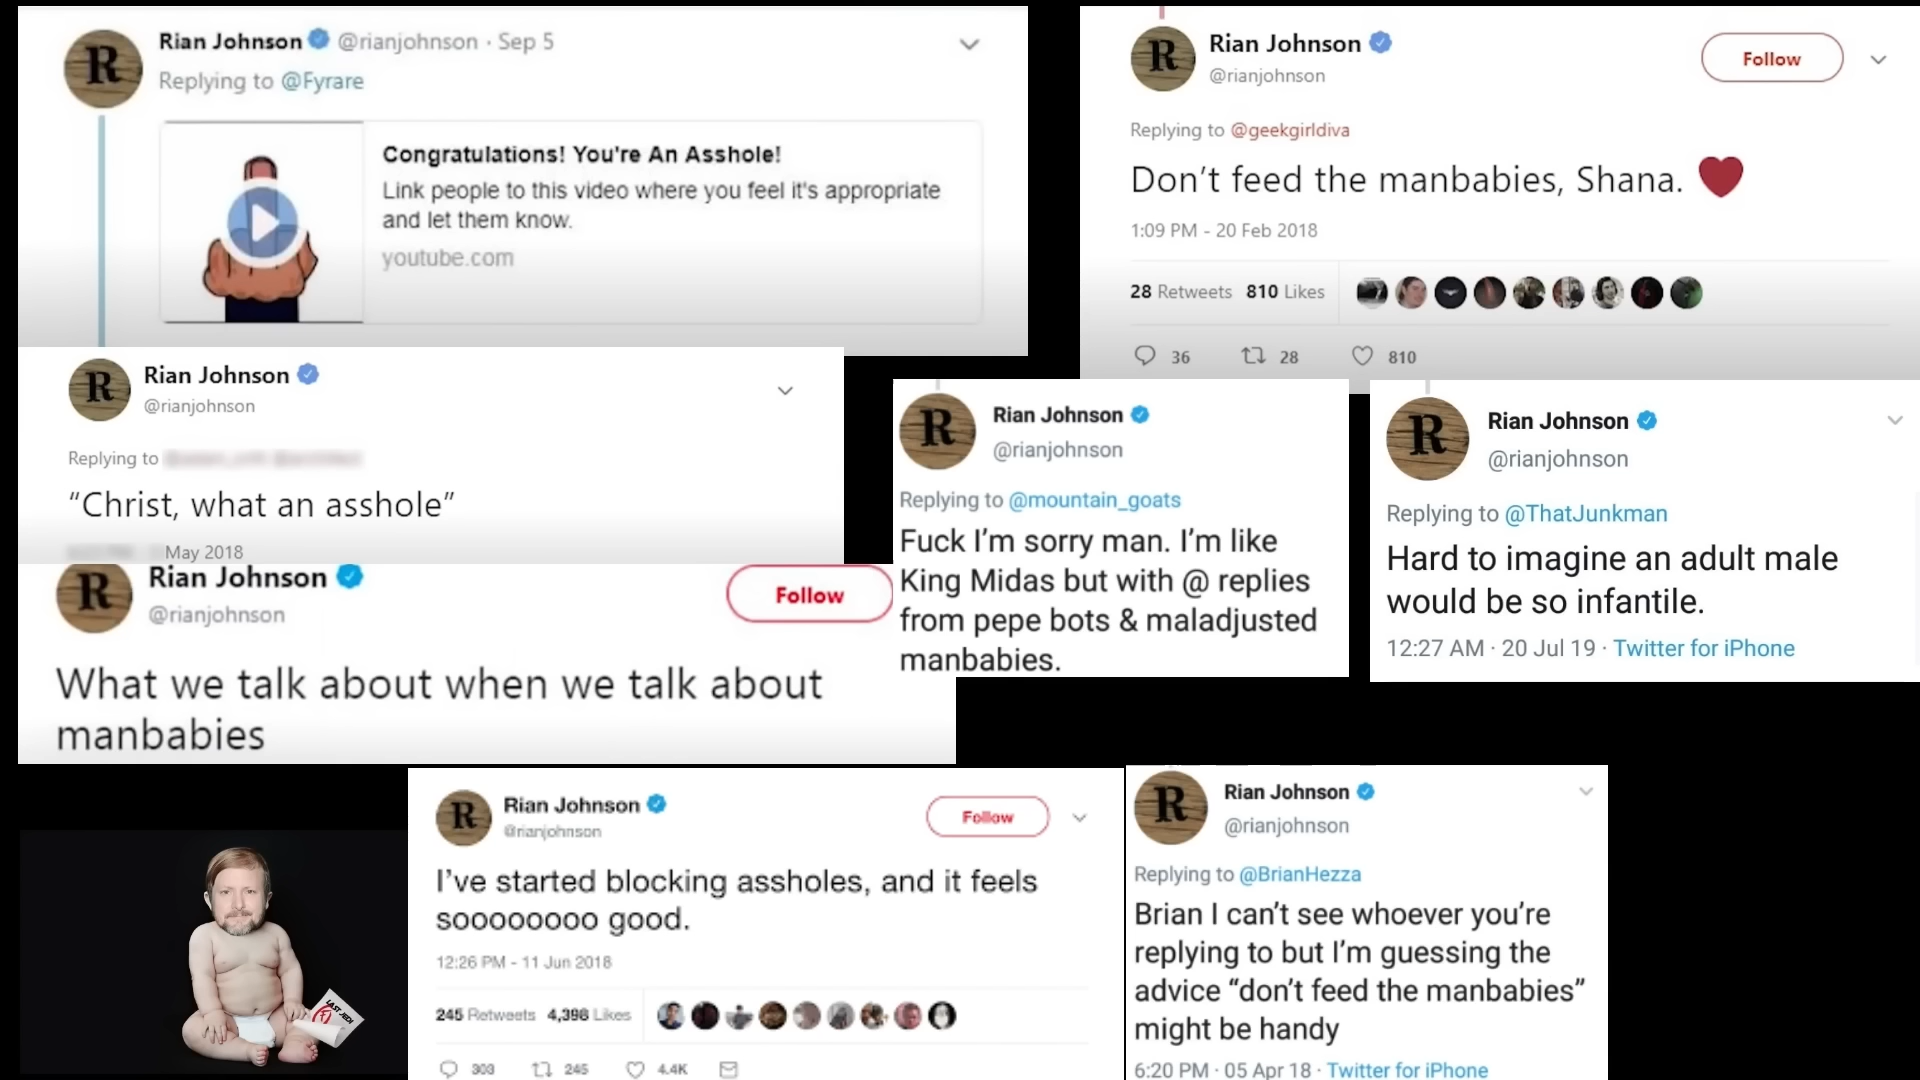 Rian Johnson @rianjohnson · Sep 5
Replying to @Fyrare
Congratulations! You're An Asshole!
Link people to this video where you feel it's appropriate
and let them know.
youtube.com
R
Rian Johnson
@rianjohnson
Follow
Replying to @geekgirldiva
Don’t feed the manbabies, Shana.
1:09 PM - 20 Feb 2018
28 Retweets 810 Likes
36 28 810
R
Rian Johnson
@rianjohnson
Replying to
“Christ, what an asshole”
May 2018
R
Rian Johnson
@rianjohnson
Follow
What we talk about when we talk about
manbabies
R
Rian Johnson
@rianjohnson
Replying to @mountain_goats
Fuck I’m sorry man. I’m like
King Midas but with @ replies
from pepe bots & maladjusted
manbabies.
R
Rian Johnson
@rianjohnson
Replying to @ThatJunkman
Hard to imagine an adult male
would be so infantile.
12:27 AM · 20 Jul 19 · Twitter for iPhone
R
LAST JEDI
Rian Johnson
@rianjohnson
Follow
I’ve started blocking assholes, and it feels
soooooooo good.
12:26 PM - 11 Jun 2018
245 Retweets 4,398 Likes
303 245 4.4K
R
Rian Johnson
@rianjohnson
Replying to @BrianHezza
Brian I can’t see whoever you’re
replying to but I’m guessing the
advice “don’t feed the manbabies”
might be handy
6:20 PM · 05 Apr 18 · Twitter for iPhone
R